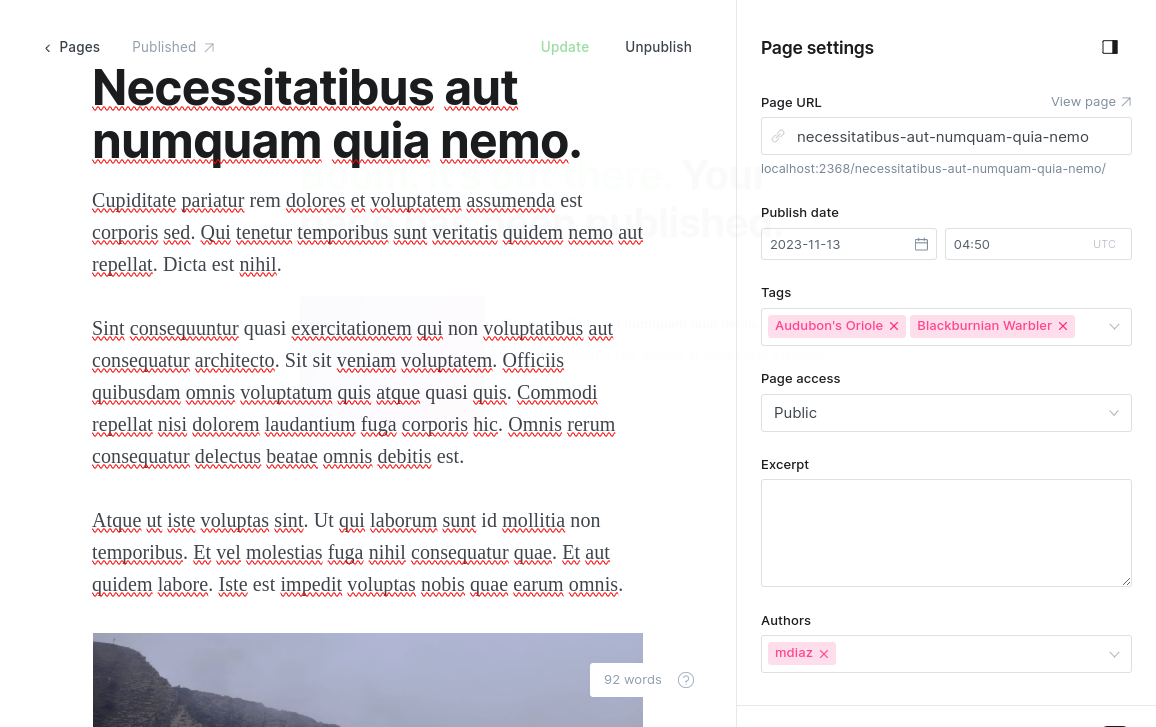 Pages
Published
Update
Unpublish
Necessitatibus aut
numquam quia nemo.
Cupiditate pariatur rem dolores et voluptatem assumenda est
corporis sed. Qui tenetur temporibus sunt veritatis quidem nemo aut
repellat. Dicta est nihil.
Sint consequuntur quasi exercitationem qui non voluptatibus aut
consequatur architecto. Sit sit veniam voluptatem. Officiis
quibusdam omnis voluptatum quis atque quasi quis. Commodi
repellat nisi dolorem laudantium fuga corporis hic. Omnis rerum
consequatur delectus beatae omnis debitis est.
Atque ut iste voluptas sint. Ut qui laborum sunt id mollitia non
temporibus. Et vel molestias fuga nihil consequatur quae. Et aut
quidem labore. Iste est impedit voluptas nobis quae earum omnis.
92 words
there. Your
published.
Page settings
Page URL
View page
necessitatibus-aut-numquam-quia-nemo
localhost:2368/necessitatibus-aut-numquam-quia-nemo/
Publish date
2023-11-13
04:50
UTC
Tags
Audubon's Oriole
Blackburnian Warbler
Page access
Public
Excerpt
Authors
mdiaz